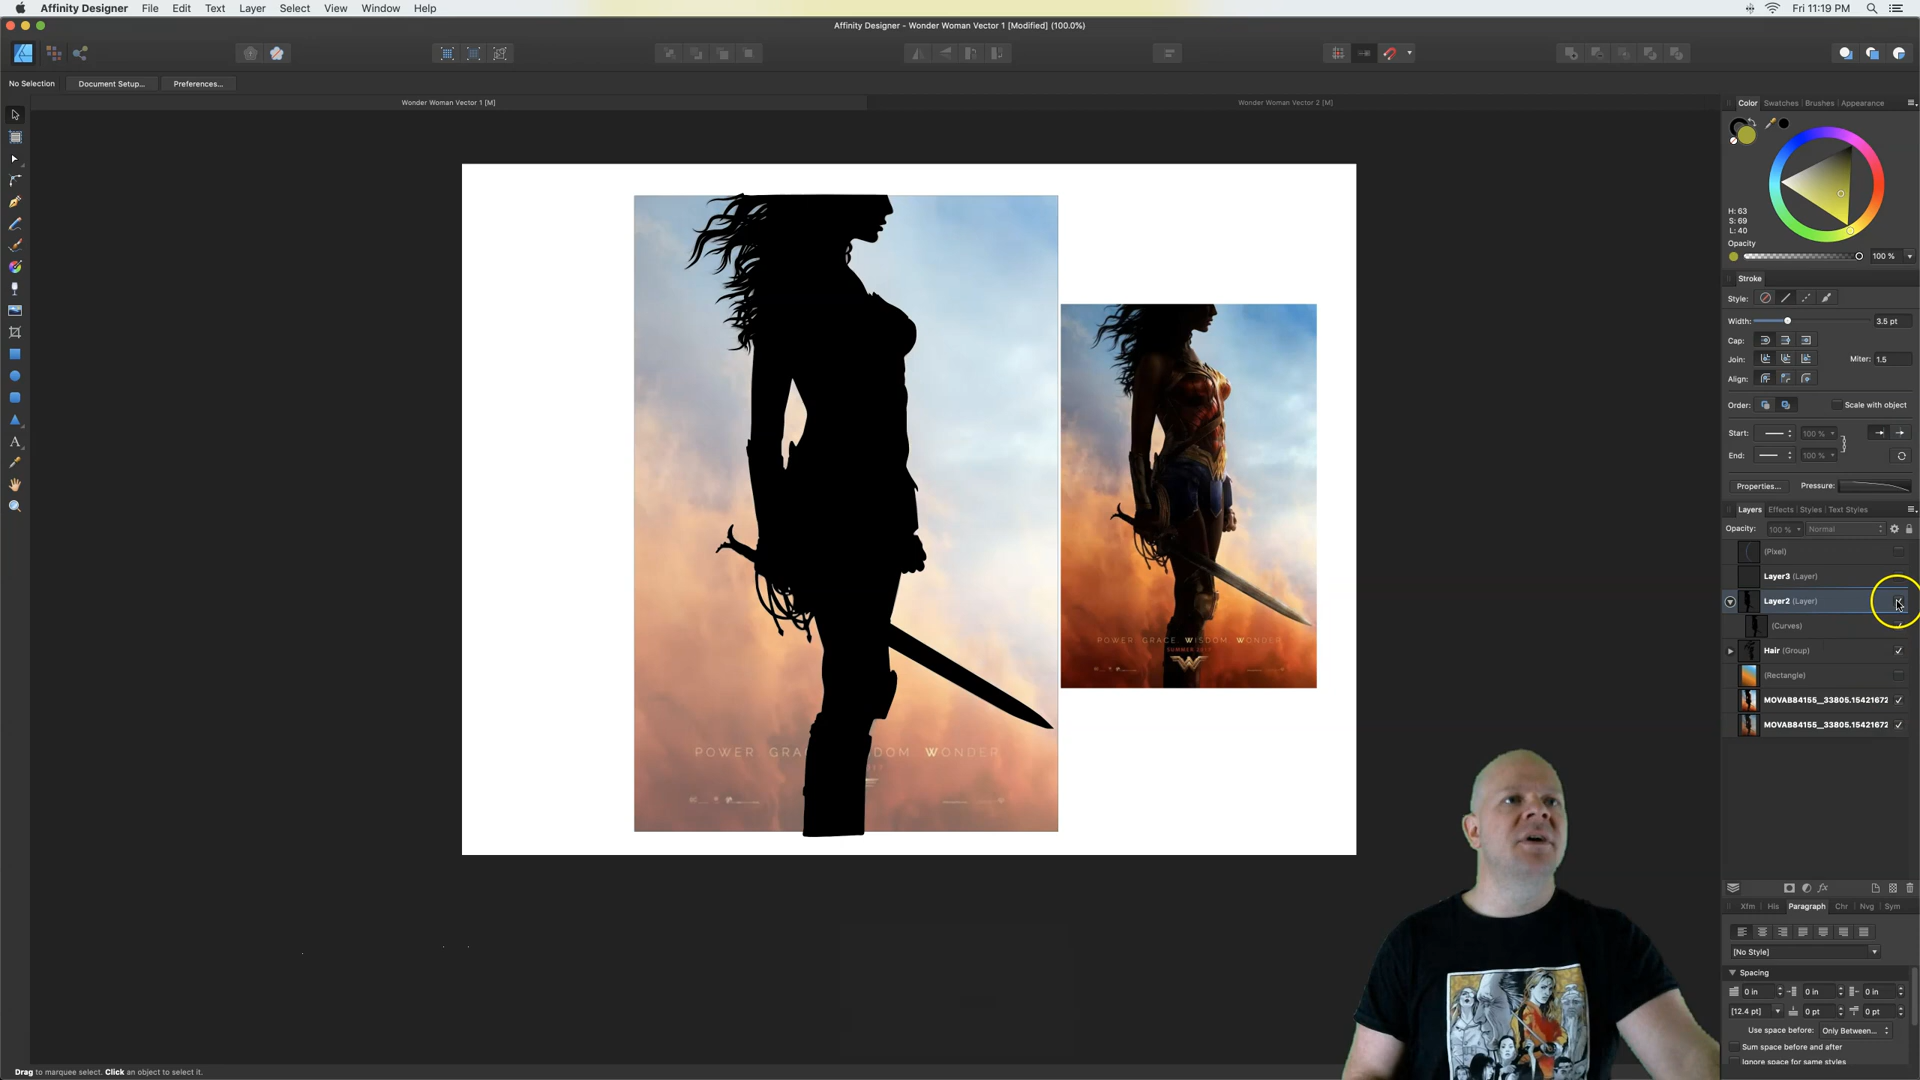 Affinity Designer File Edit Text Layer Select View Window Help Fri 11:19 PM
Affinity Designer - Wonder Woman Vector 1 [Modified] (100.0%)
No Selection Document Setup... Preferences...
Wonder Woman Vector 1 [M] Wonder Woman Vector 2 [M]
Color Swatches Brushes Appearance
H: 63
S: 69
L: 40
Opacity
100 %
Stroke
Style:
Width: 3.5 pt
Cap:
Join: Miter: 1.5
Align:
Order: Scale with object
Start: 100 %
End: 100 %
Properties... Pressure:
Layers Effects Styles Text Styles
Opacity: 100 % Normal
(Pixel)
Layer3 (Layer)
Layer2 (Layer)
(Curves)
Hair (Group)
(Rectangle)
MOVAB84155__33805.15421672
MOVAB84155__33805.15421672
POWER GRACE WISDOM WONDER
SUMMER 2017
POWER GRA DOM WONDER
Xfm His Paragraph Chr Nvg Sym
[No Style]
Spacing
0 in 0 in 0 in
[12.4 pt] 0 pt 0 pt
Use space before: Only Between...
Sum space before and after
Ignore space for same styles
Drag to marquee select. Click an object to select it.